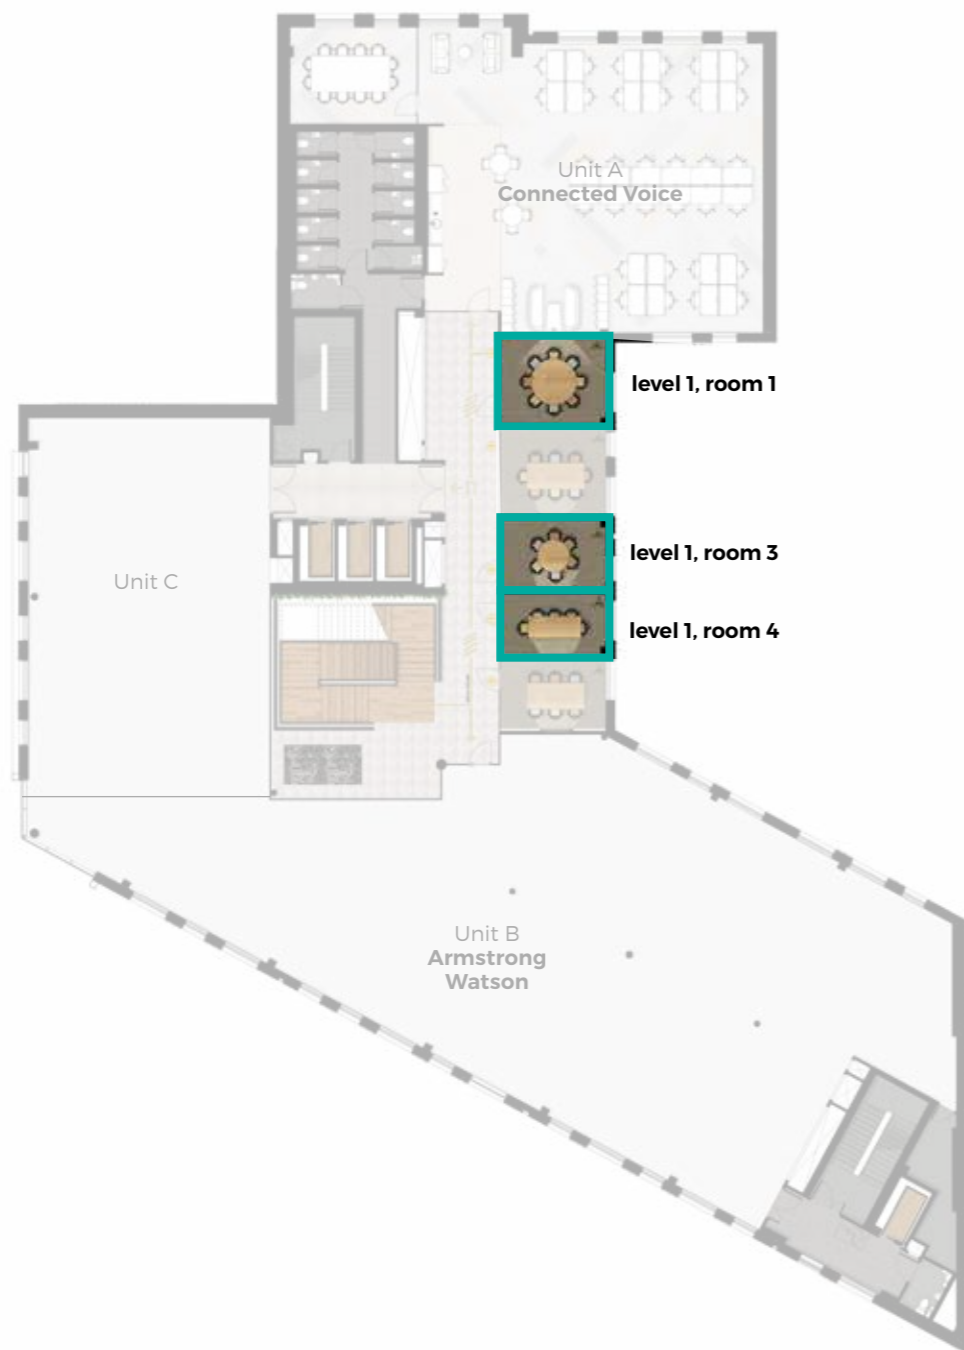 Unit A
Connected Voice
level 1, room 1
level 1, room 3
Unit C
level 1, room 4
Unit B
Armstrong
Watson